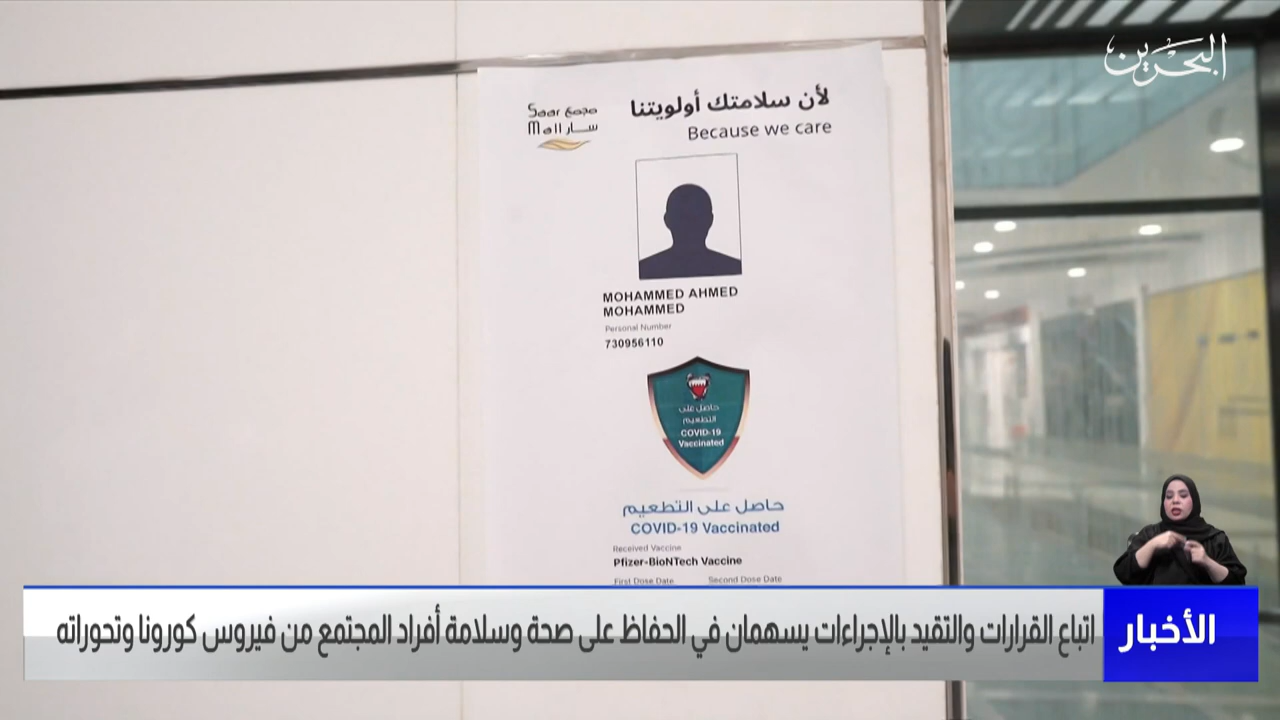 البحرين
Saar مجمع
Mall سار
لأن سلامتك أولويتنا
Because we care
MOHAMMED AHMED
MOHAMMED
Personal Number
730956110
حاصل على
التطعيم
COVID-19
Vaccinated
حاصل على التطعيم
COVID-19 Vaccinated
Received Vaccine
Pfizer-BioNTech Vaccine
First Dose Date Second Dose Date
الأخبار
اتباع القرارات والتقيد بالإجراءات يسهمان في الحفاظ على صحة وسلامة أفراد المجتمع من فيروس كورونا وتحوراته